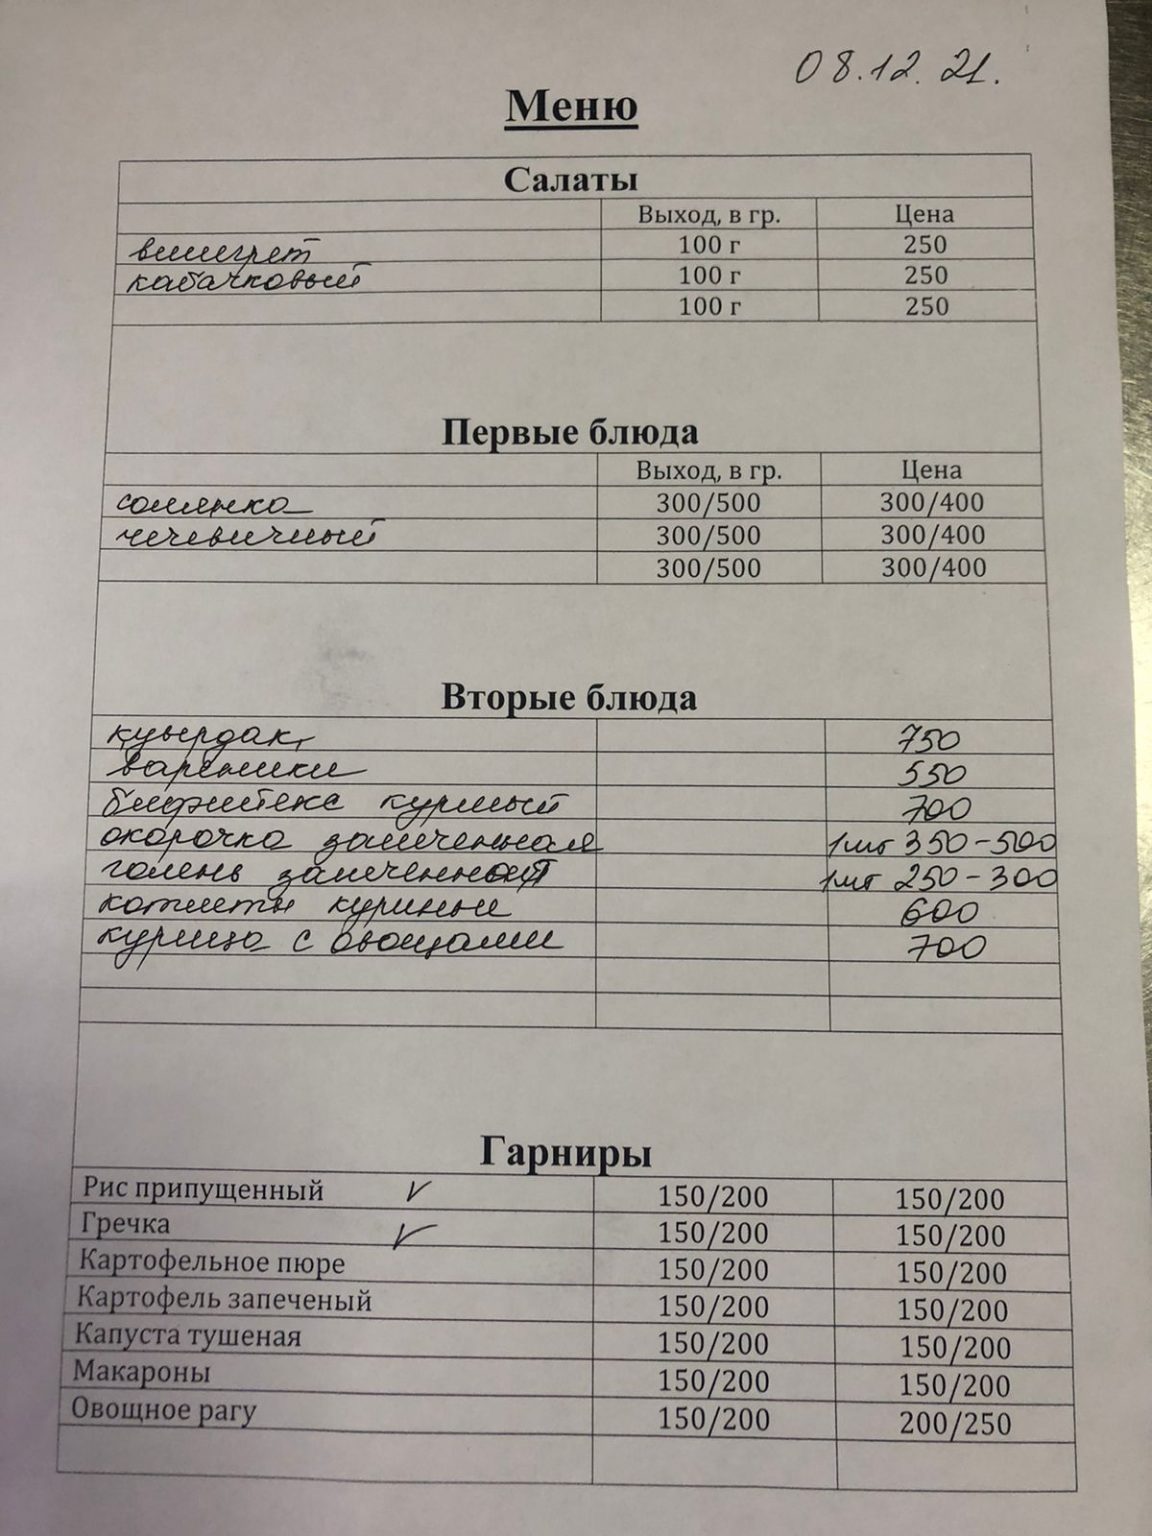 08.12.21.
Меню
Салаты
Выход, в гр. Цена
винегрет 100 г 250
кабачковый 100 г 250
100 г 250
Первые блюда
Выход, в гр. Цена
солянка 300/500 300/400
чечевичный 300/500 300/400
300/500 300/400
Вторые блюда
қуырдақ 750
вареники 550
бифштекс куриный 700
окорочка запеченная 1шт 350-500
голень запеченная 1шт 250-300
котлеты куриные 600
курица с овощами 700
Гарниры
Рис припущенный ✓ 150/200 150/200
Гречка ✓ 150/200 150/200
Картофельное пюре 150/200 150/200
Картофель запеченый 150/200 150/200
Капуста тушеная 150/200 150/200
Макароны 150/200 150/200
Овощное рагу 150/200 200/250